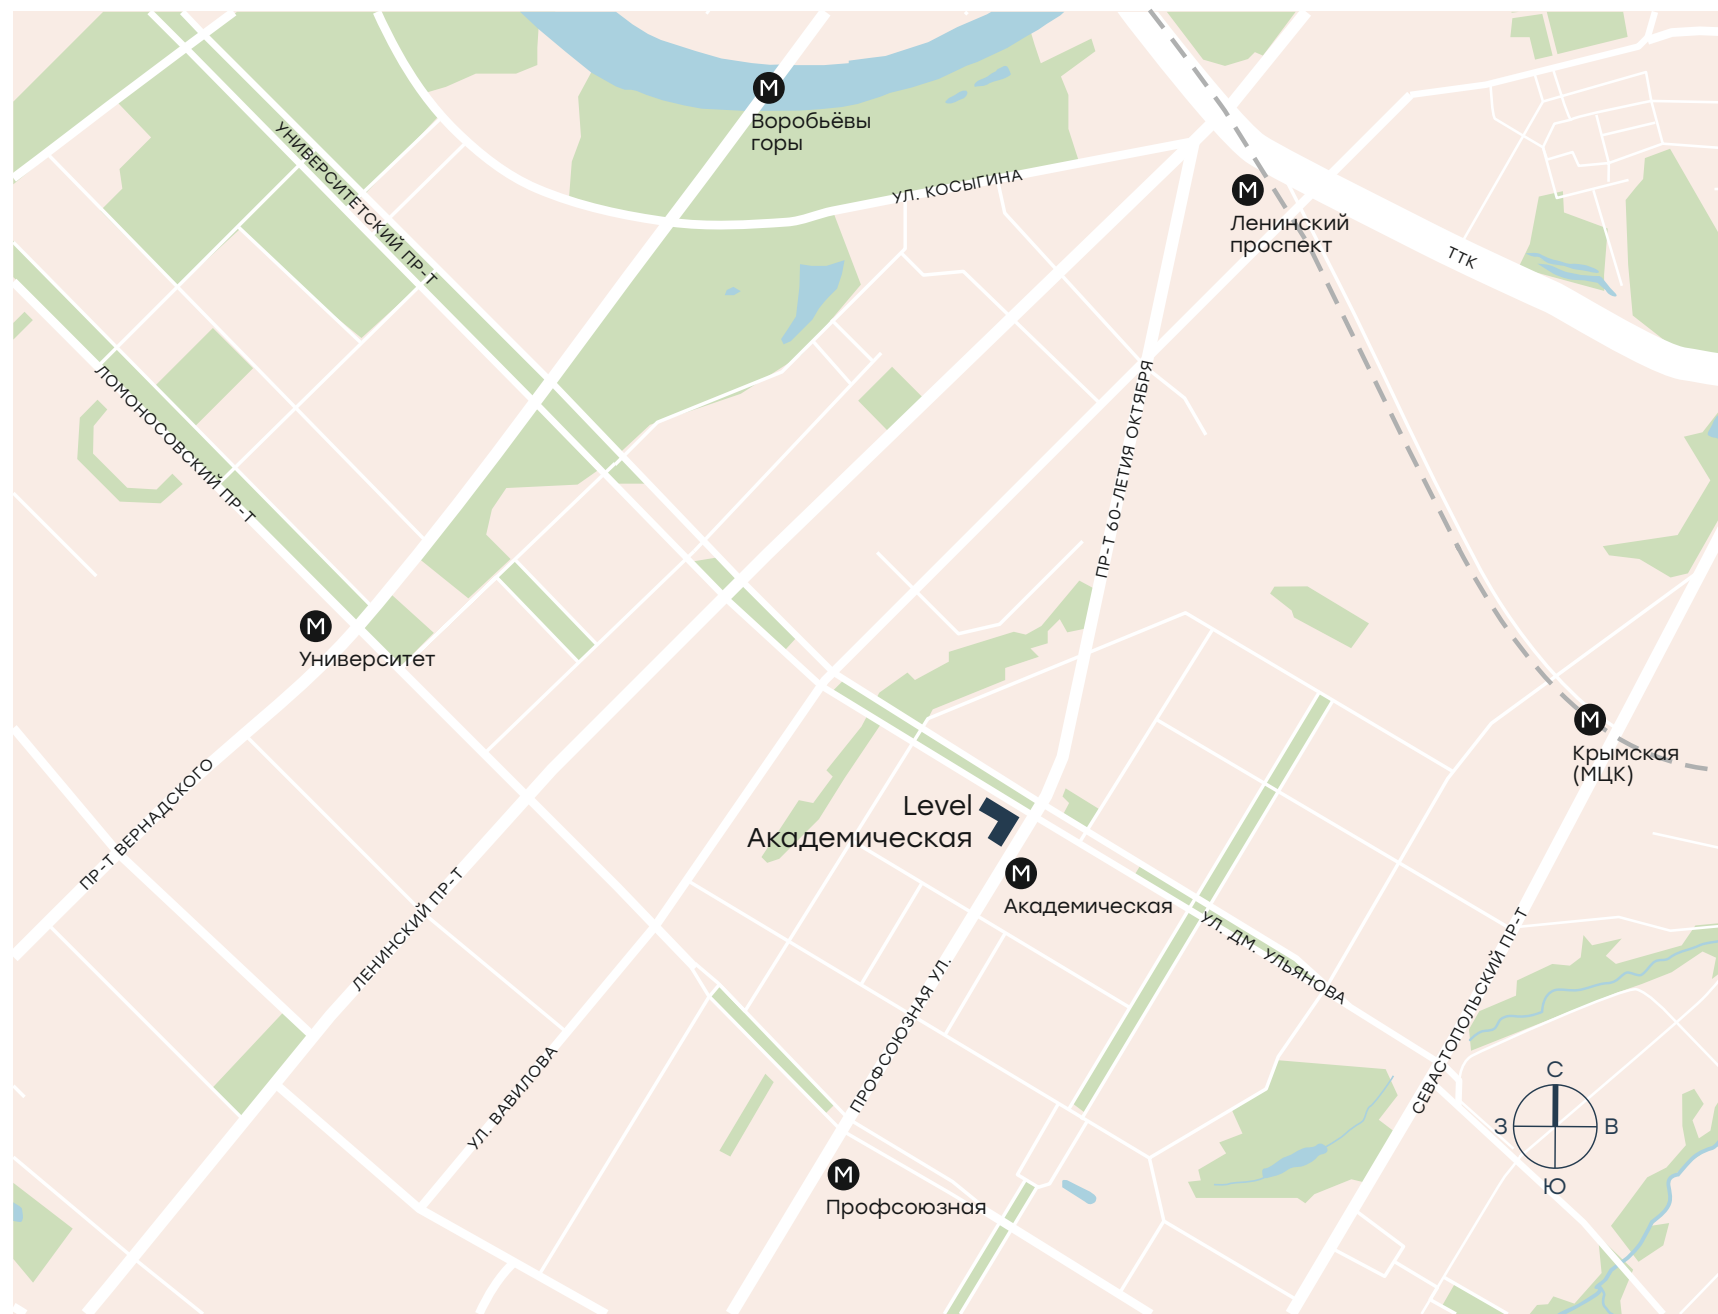 М
Воробьёвы
горы
УНИВЕРСИТЕТСКИЙ ПР-Т
УЛ. КОСЫГИНА
М
Ленинский
проспект
ТТК
ЛОМОНОСОВСКИЙ ПР-Т
ПР-Т 60-ЛЕТИЯ ОКТЯБРЯ
М
Университет
М
Крымская
(МЦК)
ПР-Т ВЕРНАДСКОГО
Level
Академическая
М
Академическая
ЛЕНИНСКИЙ ПР-Т
УЛ. ДМ. УЛЬЯНОВА
ПРОФСОЮЗНАЯ УЛ.
СЕВАСТОПОЛЬСКИЙ ПР-Т
УЛ. ВАВИЛОВА
С
З
В
Ю
М
Профсоюзная